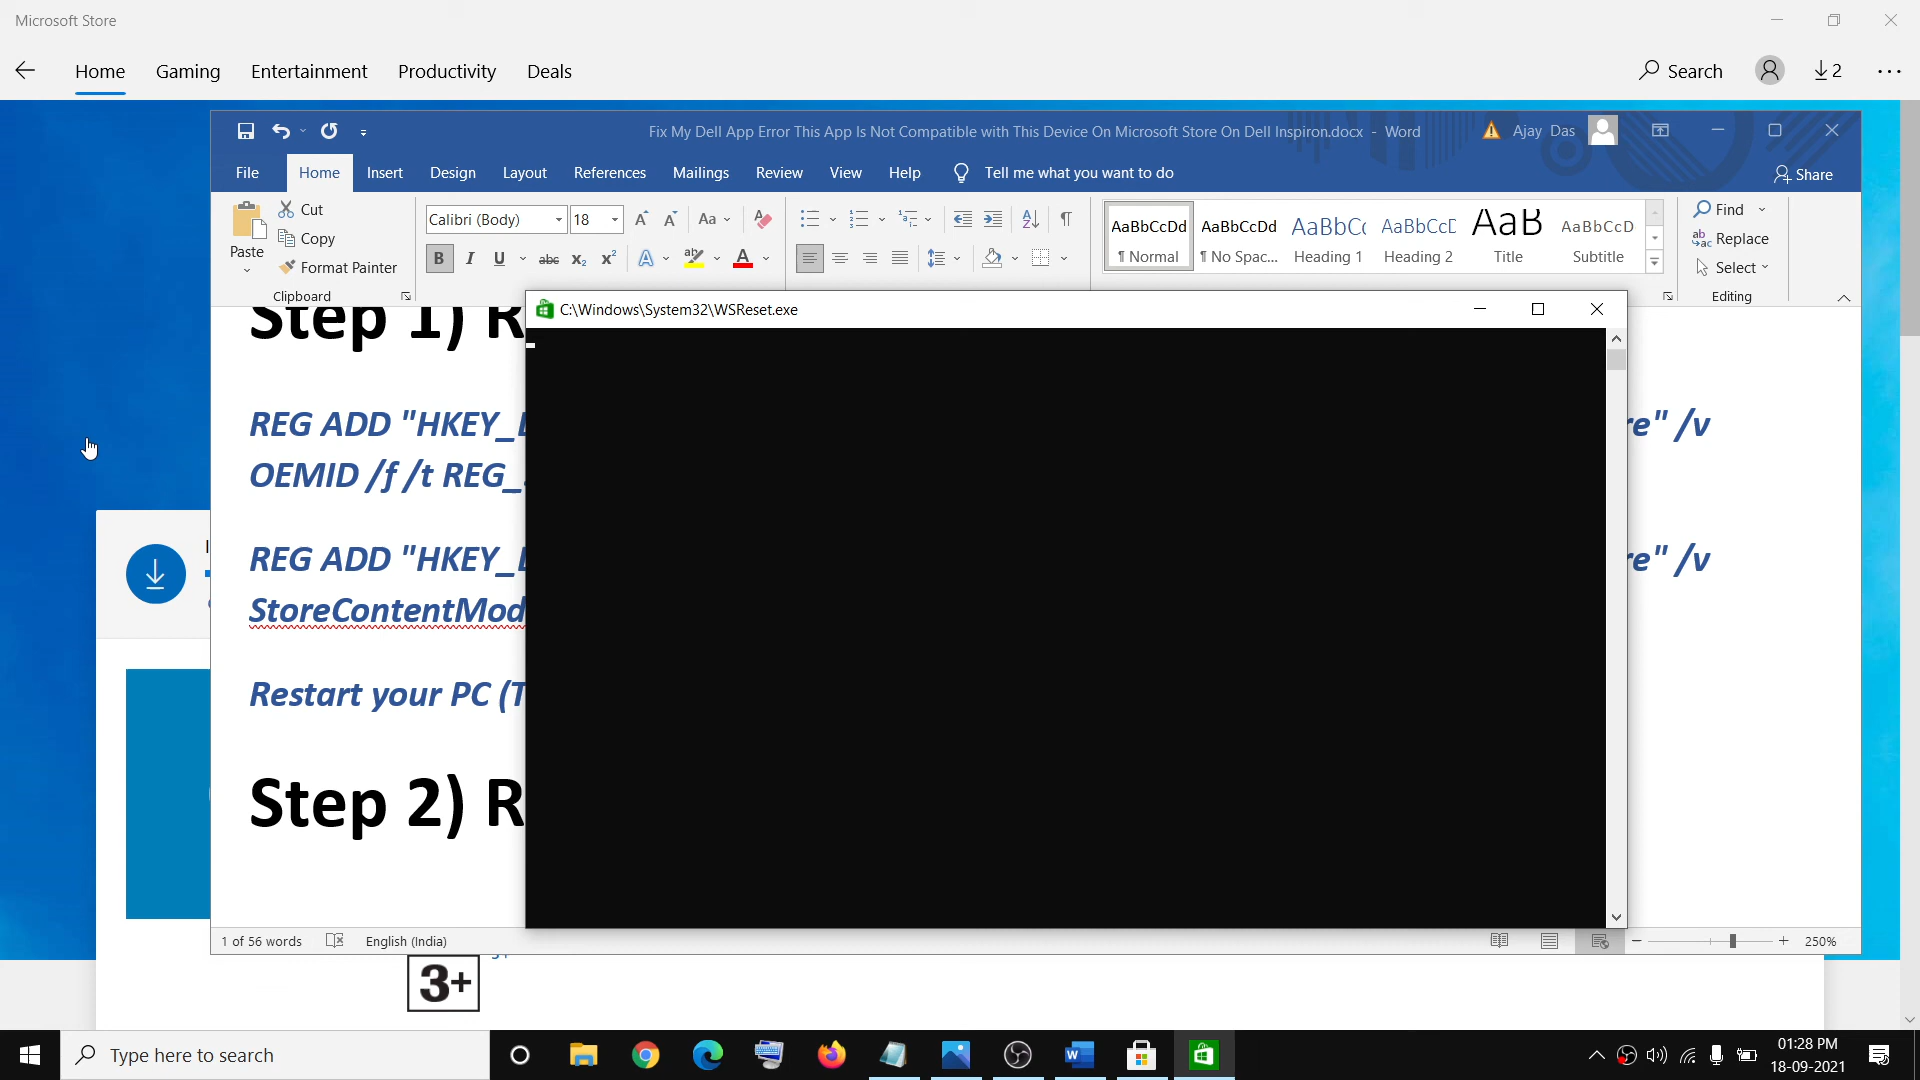 Microsoft Store
Home Gaming Entertainment Productivity Deals
Search
2
Fix My Dell App Error This App Is Not Compatible with This Device On Microsoft Store On Dell Inspiron.docx - Word
Ajay Das
File Home Insert Design Layout References Mailings Review View Help Tell me what you want to do
Share
Paste
Cut
Copy
Format Painter
Clipboard
Calibri (Body) 18
AaBbCcDd AaBbCcDd AaBbCc AaBbCcD AaB AaBbCcD
¶ Normal ¶ No Spac... Heading 1 Heading 2 Title Subtitle
Find
Replace
Select
Editing
C:\Windows\System32\WSReset.exe
Step 1) R
REG ADD "HKEY_ re" /v
OEMID /f /t REG_
REG ADD "HKEY_ re" /v
StoreContentMod
Restart your PC (T
Step 2) R
1 of 56 words English (India)
250%
3+
Type here to search
01:28 PM
18-09-2021